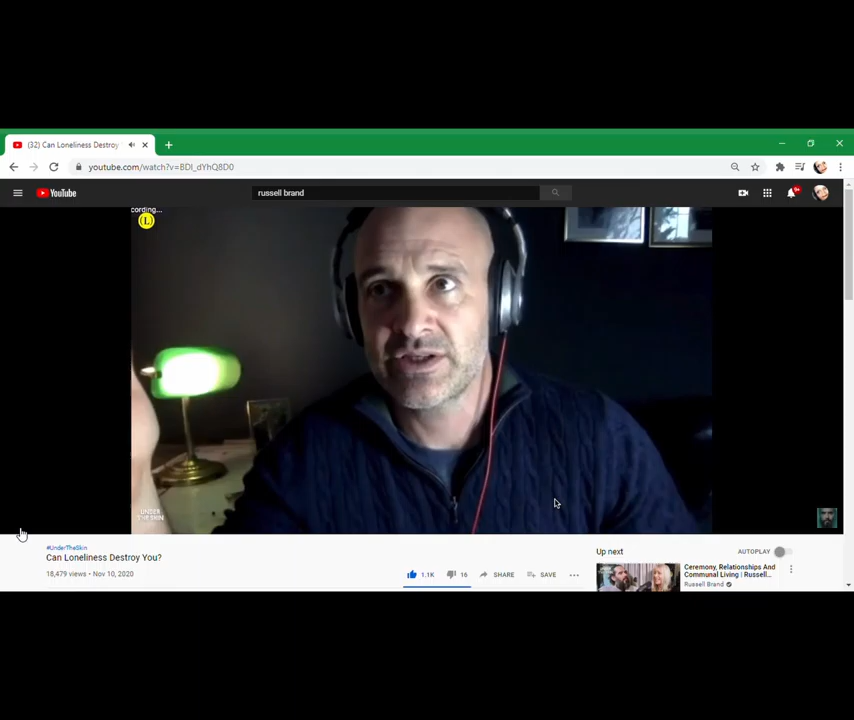 (32) Can Loneliness Destroy
youtube.com/watch?v=BDI_dYhQ8D0
YouTube
russell brand
9+
cording...
(L)
UNDER
THE SKIN
#UnderTheSkin
Can Loneliness Destroy You?
18,479 views • Nov 10, 2020
1.1K
16
SHARE
SAVE
Up next
AUTOPLAY
Ceremony, Relationships And
Communal Living | Russell...
Russell Brand